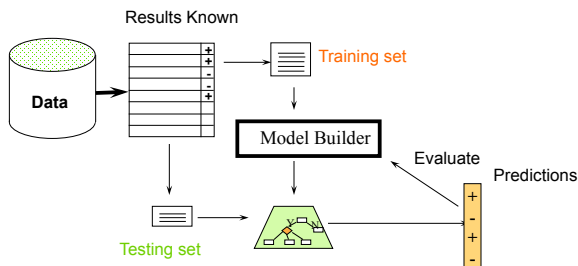 Results Known
+
+
-
-
+
Training set
Data
Model Builder
Evaluate
Predictions
Y
N
+
-
+
-
Testing set